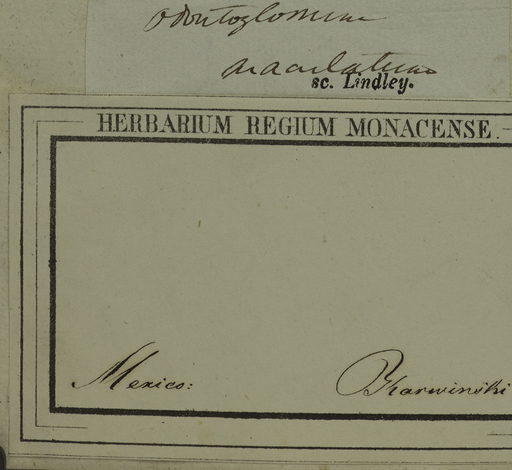 Odontoglossum
maculatum
sc. Lindley.
HERBARIUM REGIUM MONACENSE.
Mexico: Karwinski